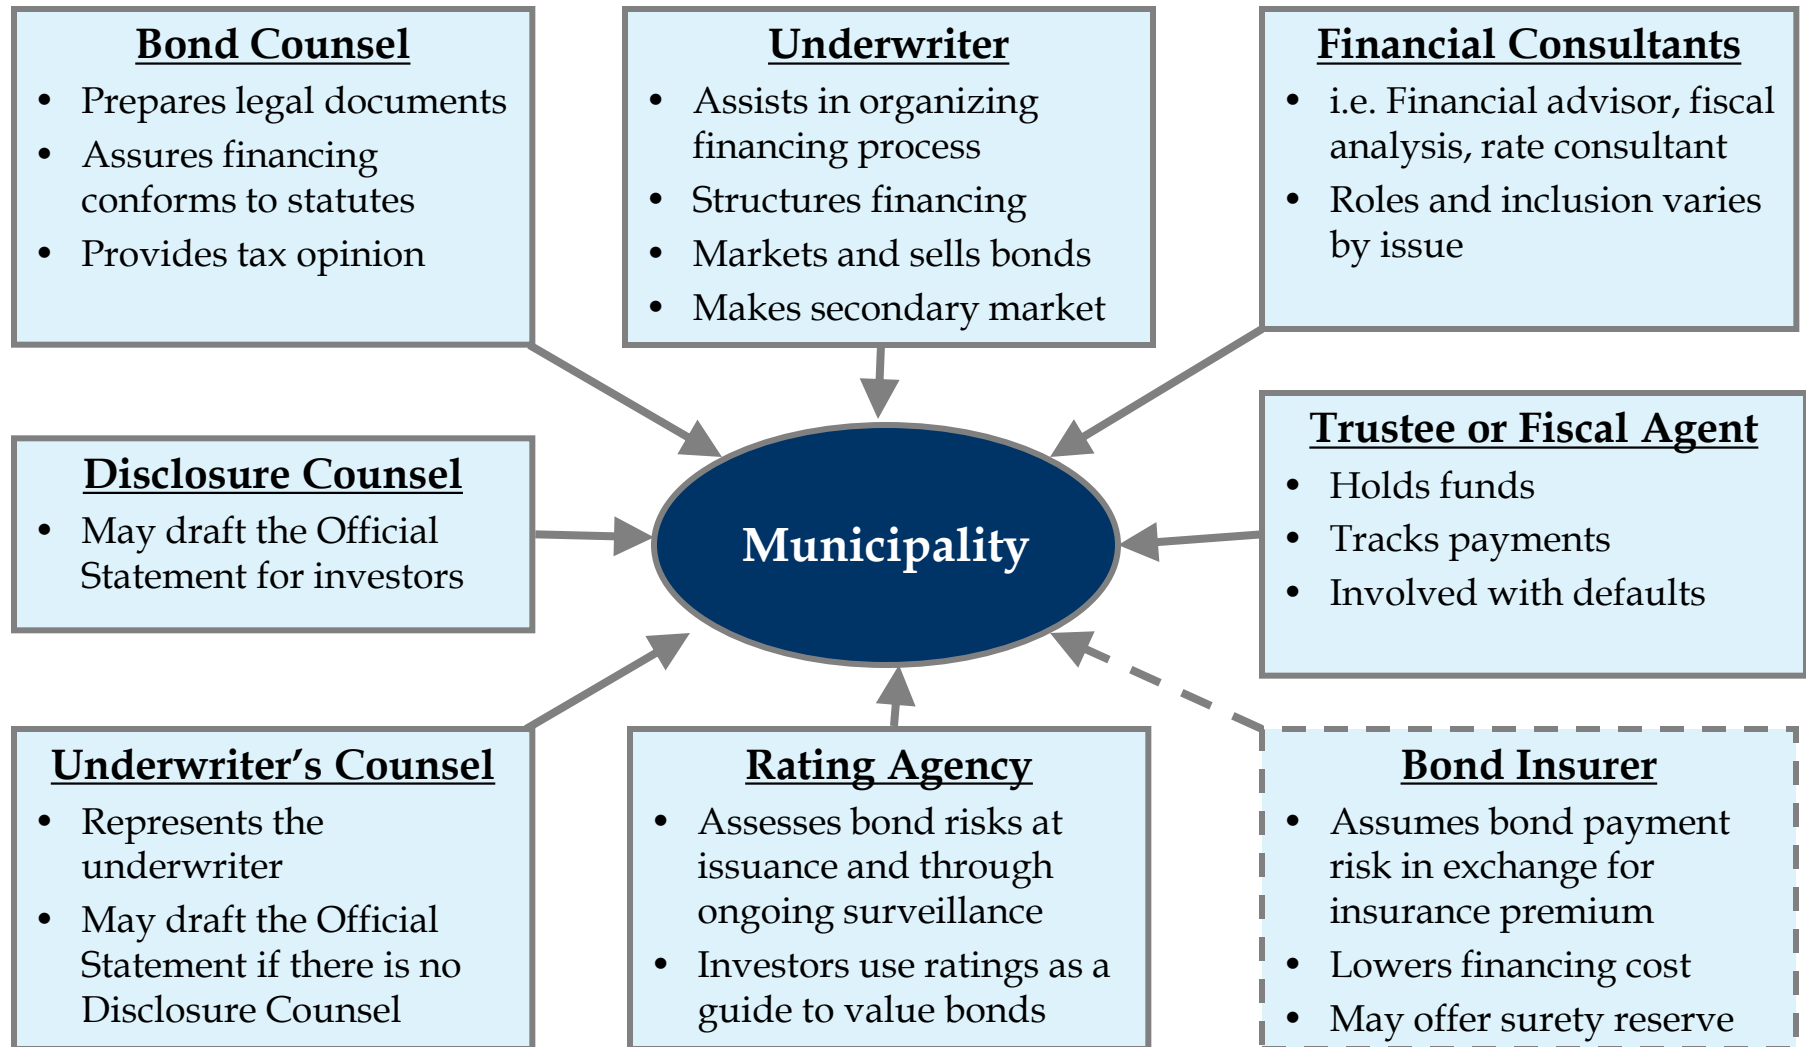 Bond Counsel
• Prepares legal documents
• Assures financing
conforms to statutes
• Provides tax opinion
Underwriter
• Assists in organizing
financing process
• Structures financing
• Markets and sells bonds
• Makes secondary market
Financial Consultants
• i.e. Financial advisor, fiscal
analysis, rate consultant
• Roles and inclusion varies
by issue
Disclosure Counsel
• May draft the Official
Statement for investors
Municipality
Trustee or Fiscal Agent
• Holds funds
• Tracks payments
• Involved with defaults
Underwriter’s Counsel
• Represents the
underwriter
• May draft the Official
Statement if there is no
Disclosure Counsel
Rating Agency
• Assesses bond risks at
issuance and through
ongoing surveillance
• Investors use ratings as a
guide to value bonds
Bond Insurer
• Assumes bond payment
risk in exchange for
insurance premium
• Lowers financing cost
• May offer surety reserve